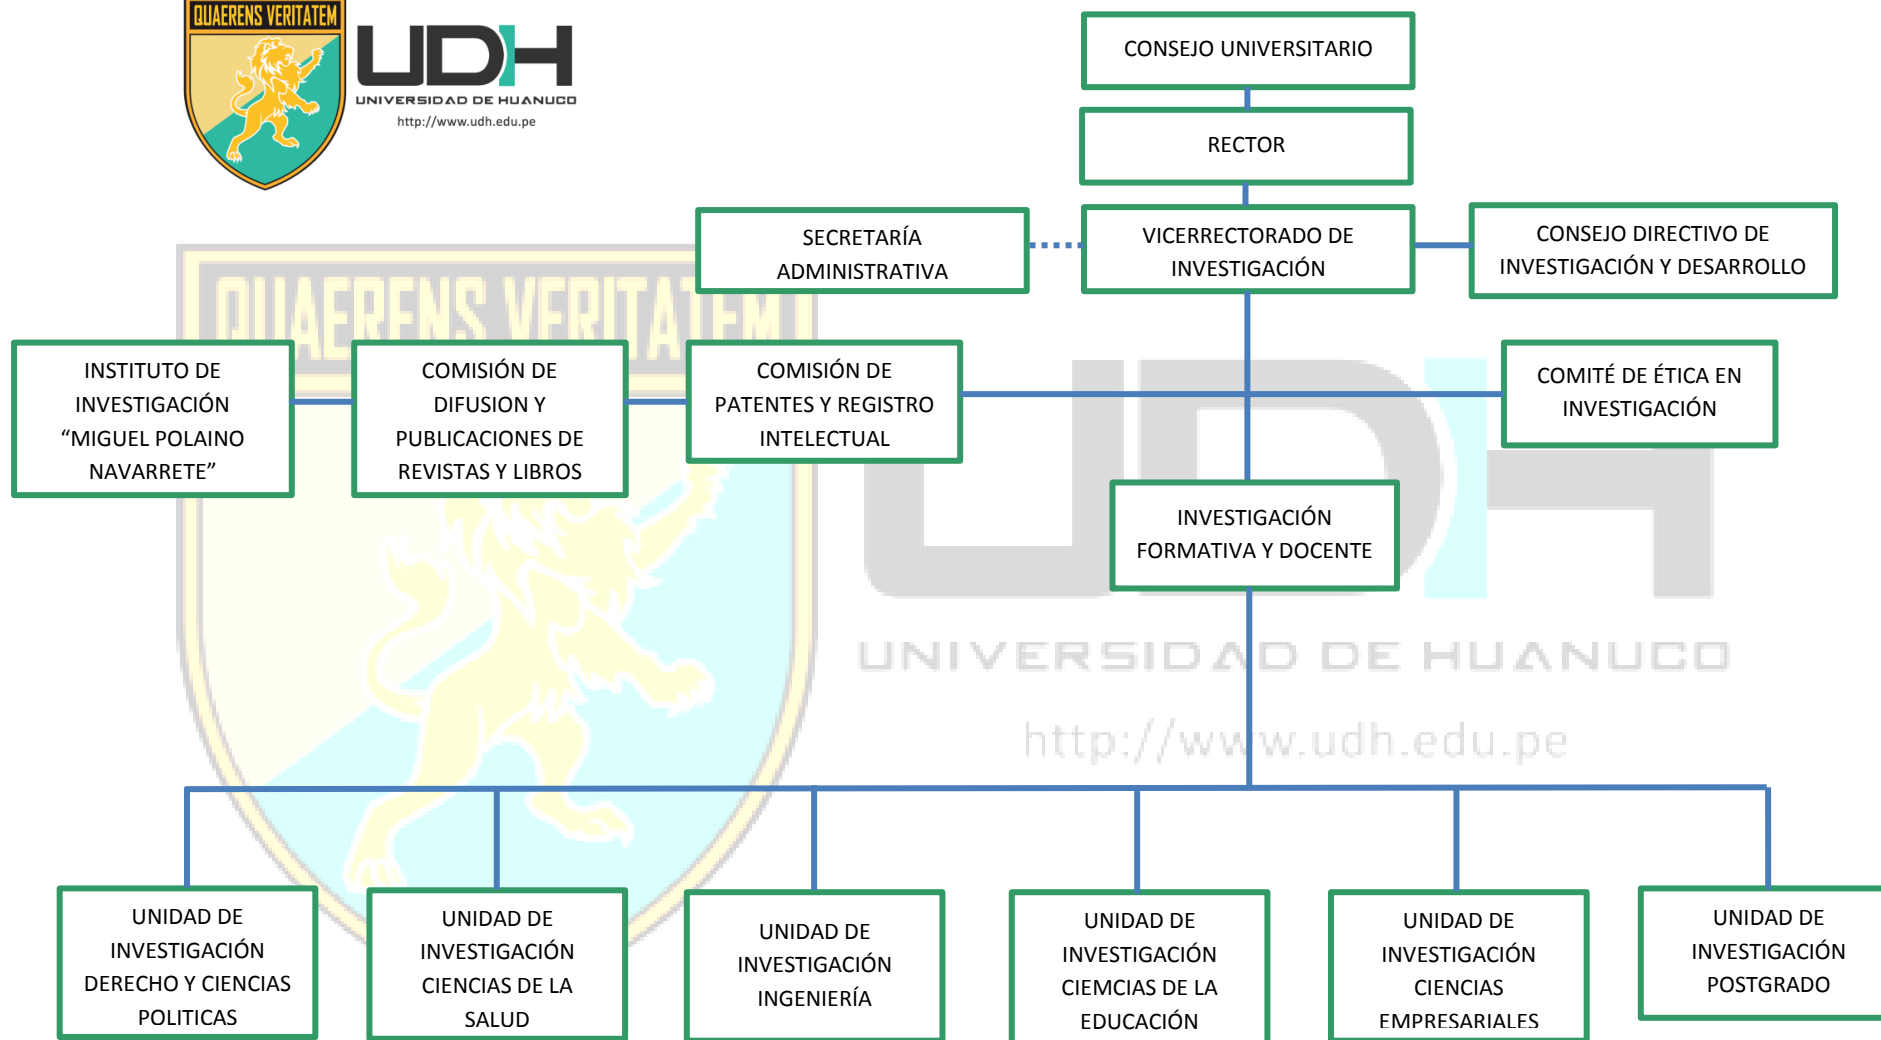 QUAERENS VERITATEM
UDH
UNIVERSIDAD DE HUANUCO
http://www.udh.edu.pe
CONSEJO UNIVERSITARIO
RECTOR
SECRETARÍA
ADMINISTRATIVA
VICERRECTORADO DE
INVESTIGACIÓN
CONSEJO DIRECTIVO DE
INVESTIGACIÓN Y DESARROLLO
QUAERENS VERITATEM
INSTITUTO DE
INVESTIGACIÓN
“MIGUEL POLAINO
NAVARRETE”
COMISIÓN DE
DIFUSION Y
PUBLICACIONES DE
REVISTAS Y LIBROS
COMISIÓN DE
PATENTES Y REGISTRO
INTELECTUAL
COMITÉ DE ÉTICA EN
INVESTIGACIÓN
INVESTIGACIÓN
FORMATIVA Y DOCENTE
UDH
UNIVERSIDAD DE HUANUCO
http://www.udh.edu.pe
UNIDAD DE
INVESTIGACIÓN
DERECHO Y CIENCIAS
POLITICAS
UNIDAD DE
INVESTIGACIÓN
CIENCIAS DE LA
SALUD
UNIDAD DE
INVESTIGACIÓN
INGENIERÍA
UNIDAD DE
INVESTIGACIÓN
CIEMCIAS DE LA
EDUCACIÓN
UNIDAD DE
INVESTIGACIÓN
CIENCIAS
EMPRESARIALES
UNIDAD DE
INVESTIGACIÓN
POSTGRADO